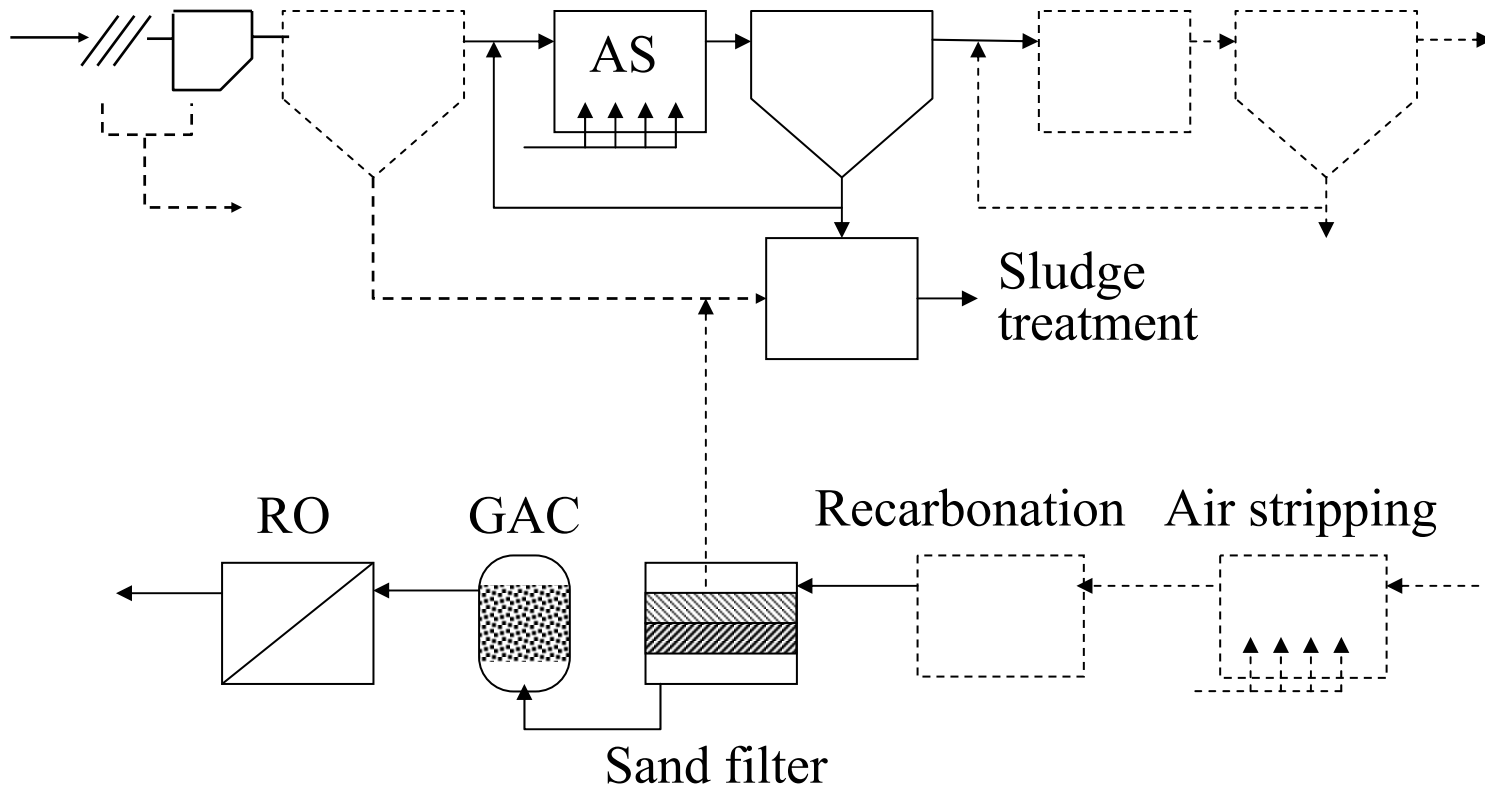 AS
Sludge
treatment
RO
GAC
Recarbonation
Air stripping
Sand filter